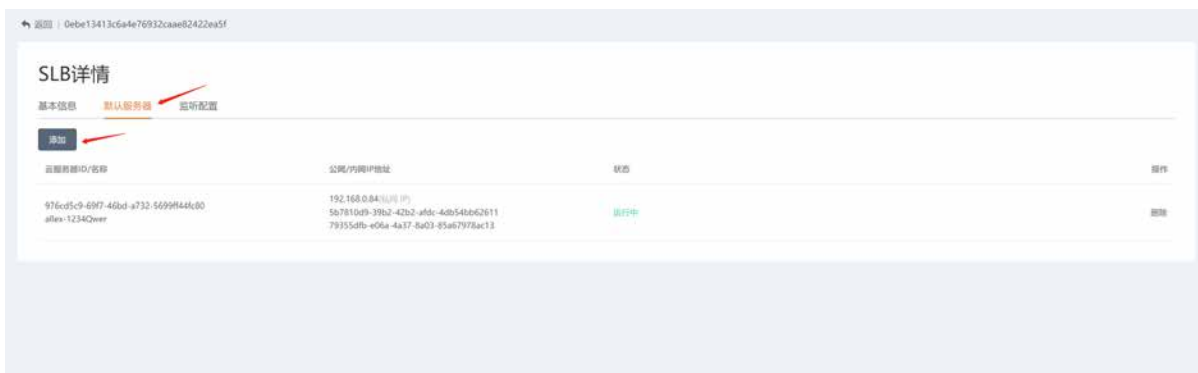 返回 | 0ebe13413c6a4e76932caae82422ea5f
SLB详情
基本信息 默认服务器 监听配置
添加
云服务器ID/名称 公网/内网IP地址 状态 操作
976cd5c9-69f7-46bd-a732-5699ff44fc80
allex-1234Qwer
192.168.0.84(私网 IP)
5b7810d9-39b2-42b2-afdc-4db54bb62611
79355dfb-e06a-4a37-8a03-85a67978ac13
运行中
删除